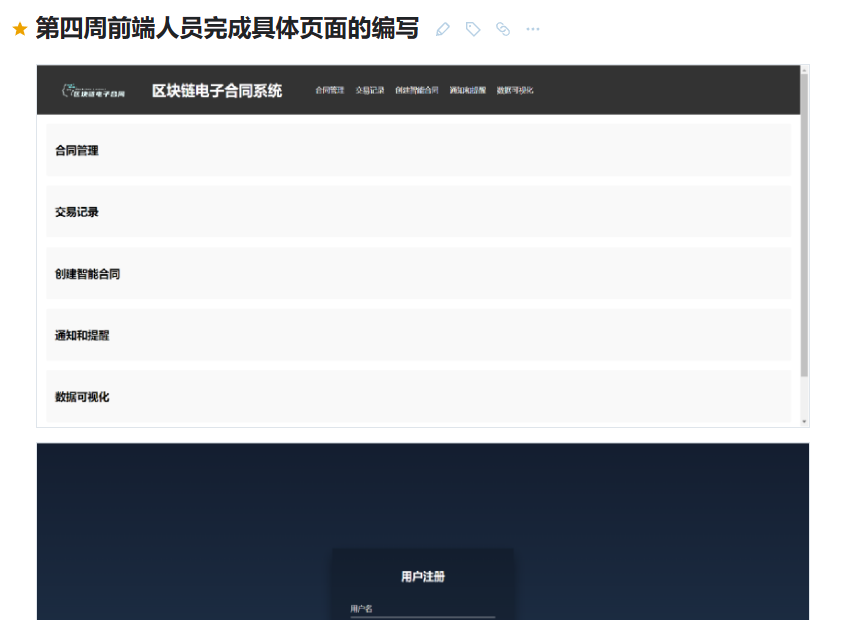 第四周前端人员完成具体页面的编写
区块链电子合同
区块链电子合同系统
合同管理 交易记录 创建智能合同 通知和提醒 数据可视化
合同管理
交易记录
创建智能合同
通知和提醒
数据可视化
用户注册
用户名